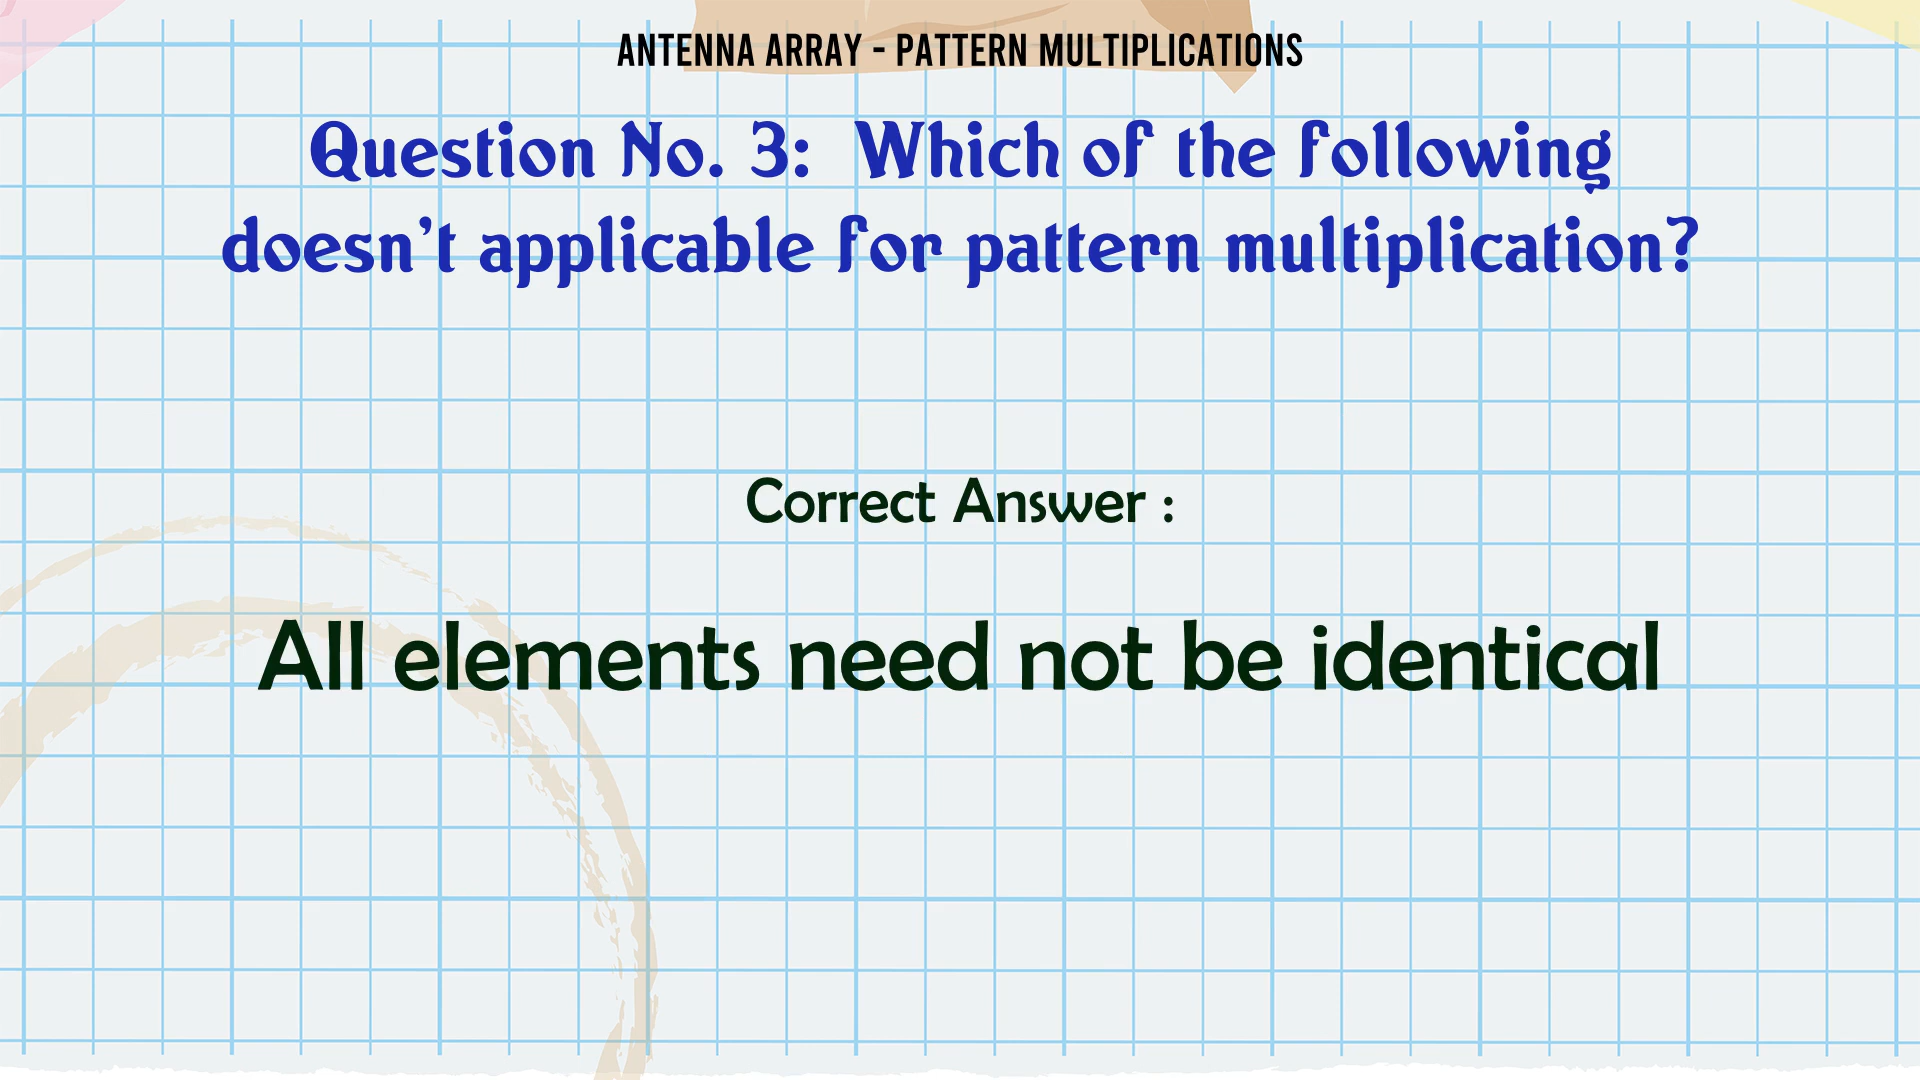 ANTENNA ARRAY - PATTERN MULTIPLICATIONS
Question No. 3: Which of the following
doesn't applicable for pattern multiplication?
Correct Answer :
All elements need not be identical